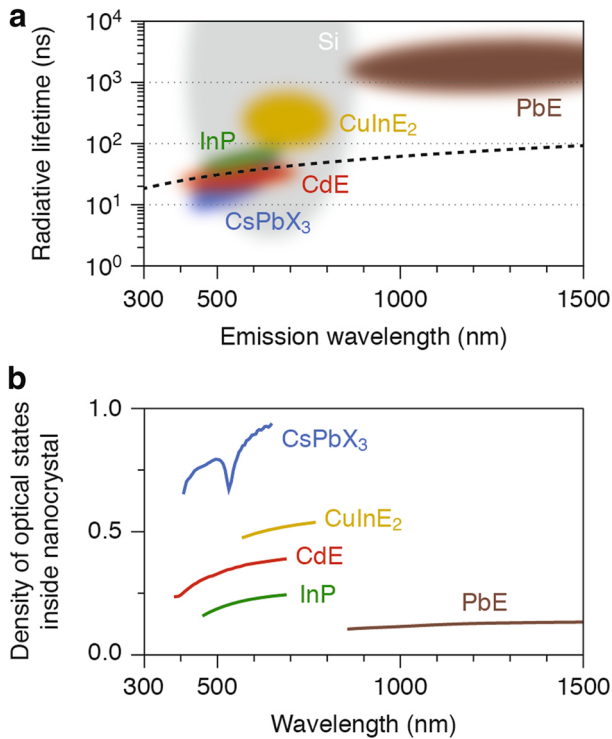 a
Radiative lifetime (ns)
10⁴
10³
10²
10¹
10⁰
Si
PbE
CuInE₂
InP
CdE
CsPbX₃
300 500 1000 1500
Emission wavelength (nm)
b
Density of optical states
inside nanocrystal
1.0
0.5
0.0
CsPbX₃
CuInE₂
CdE
InP
PbE
300 500 1000 1500
Wavelength (nm)